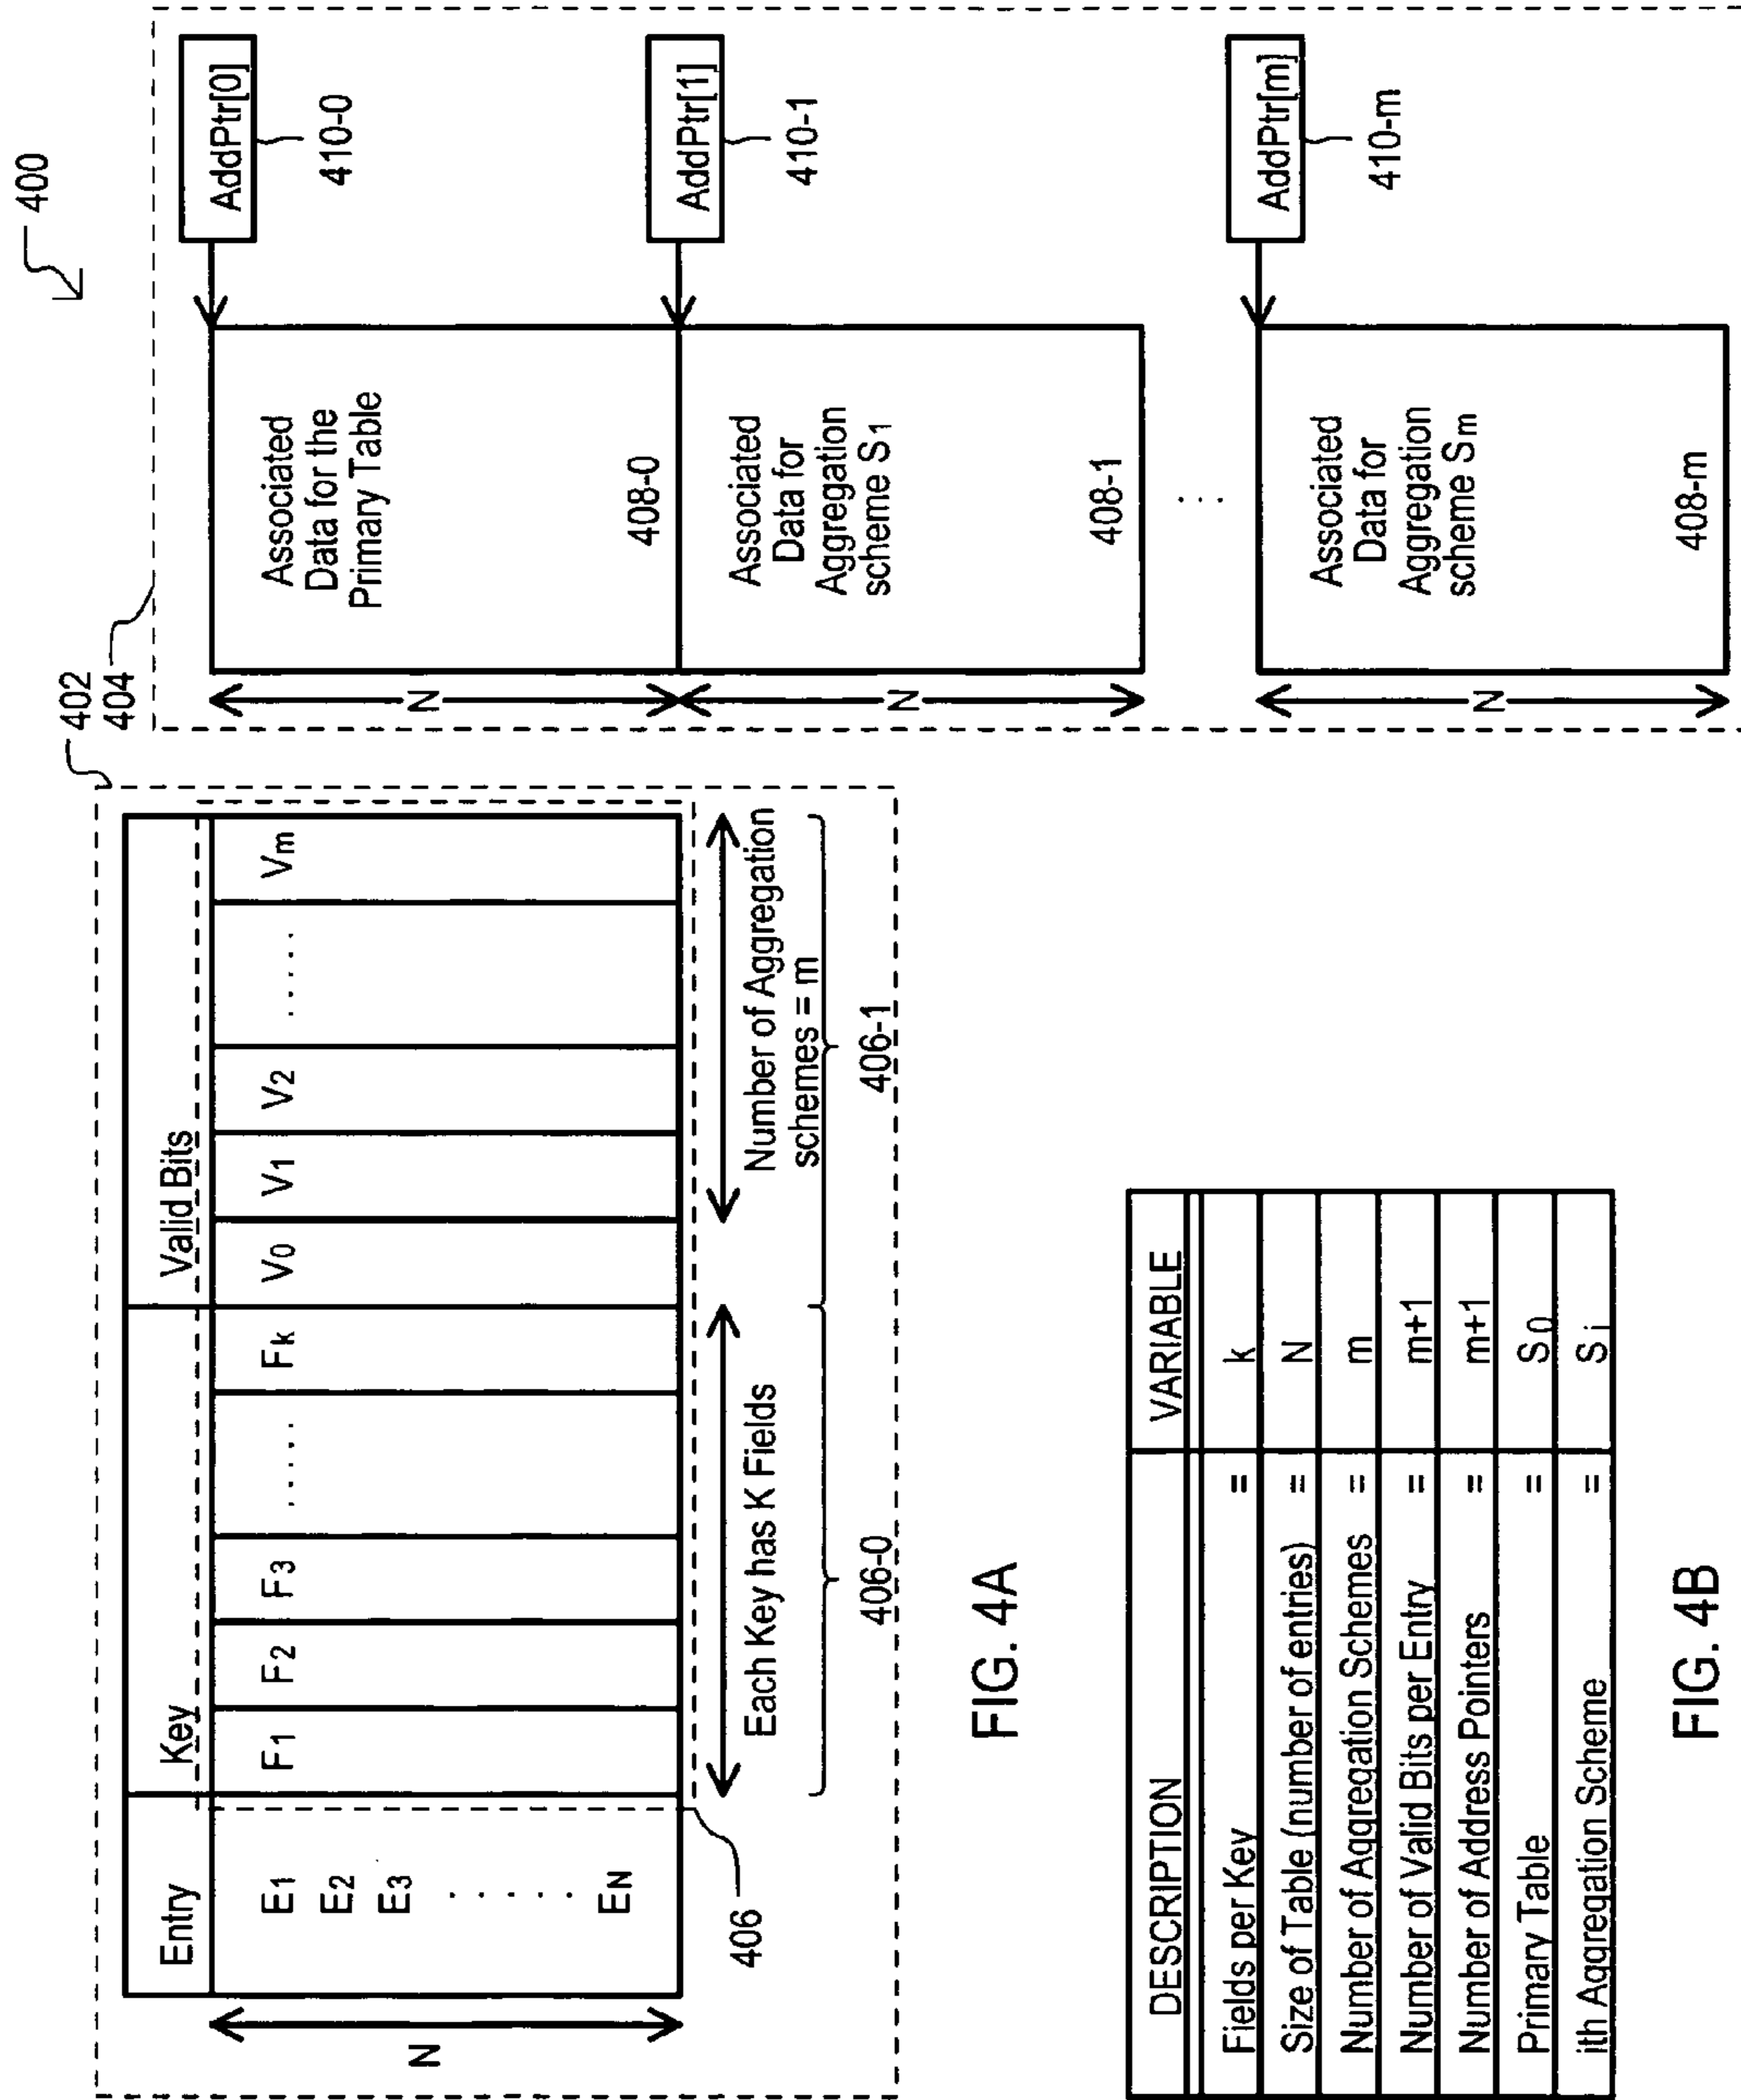 400
402
404
Entry
Key
Valid Bits
F1 F2 F3 ..... Fk V0 V1 V2 ..... Vm
E1
E2
E3
.....
EN
N
406
Each Key has K Fields
Number of Aggregation
schemes = m
406-0
406-1
Associated
Data for the
Primary Table
408-0
N
AddPtr[0]
410-0
Associated
Data for
Aggregation
scheme S1
408-1
N
AddPtr[1]
410-1
...
Associated
Data for
Aggregation
scheme Sm
408-m
N
AddPtr[m]
410-m
FIG. 4A
DESCRIPTION VARIABLE
Fields per Key = k
Size of Table (number of entries) = N
Number of Aggregation Schemes = m
Number of Valid Bits per Entry = m+1
Number of Address Pointers = m+1
Primary Table = S0
ith Aggregation Scheme = Si
FIG. 4B